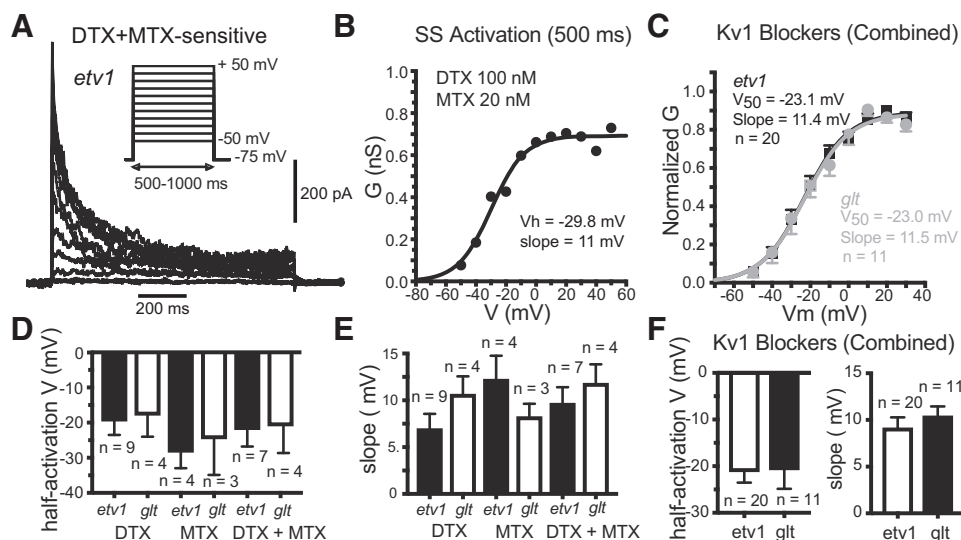 A
DTX+MTX-sensitive
etv1
+ 50 mV
-50 mV
-75 mV
500-1000 ms
200 pA
200 ms
B
SS Activation (500 ms)
DTX 100 nM
MTX 20 nM
0.8
0.6
0.4
0.2
0.0
G (nS)
Vh = -29.8 mV
slope = 11 mV
-80 -60 -40 -20 0 20 40 60
V (mV)
C
Kv1 Blockers (Combined)
etv1
V50 = -23.1 mV
Slope = 11.4 mV
n = 20
1.0
0.8
0.6
0.4
0.2
0.0
Normalized G
glt
V50 = -23.0 mV
Slope = 11.5 mV
n = 11
-60 -40 -20 0 20 40
Vm (mV)
D
half-activation V (mV)
0
-10
-20
-30
-40
n = 9
n = 4
n = 4
n = 3
n = 7
n = 4
etv1 glt etv1 glt etv1 glt
DTX MTX DTX + MTX
E
slope ( mV)
15
10
5
0
n = 9
n = 4
n = 4
n = 3
n = 7
n = 4
etv1 glt etv1 glt etv1 glt
DTX MTX DTX + MTX
F
Kv1 Blockers (Combined)
half-activation V (mV)
0
-10
-20
-30
n = 20
n = 11
etv1 glt
slope ( mV)
15
10
5
0
n = 20
n = 11
etv1 glt